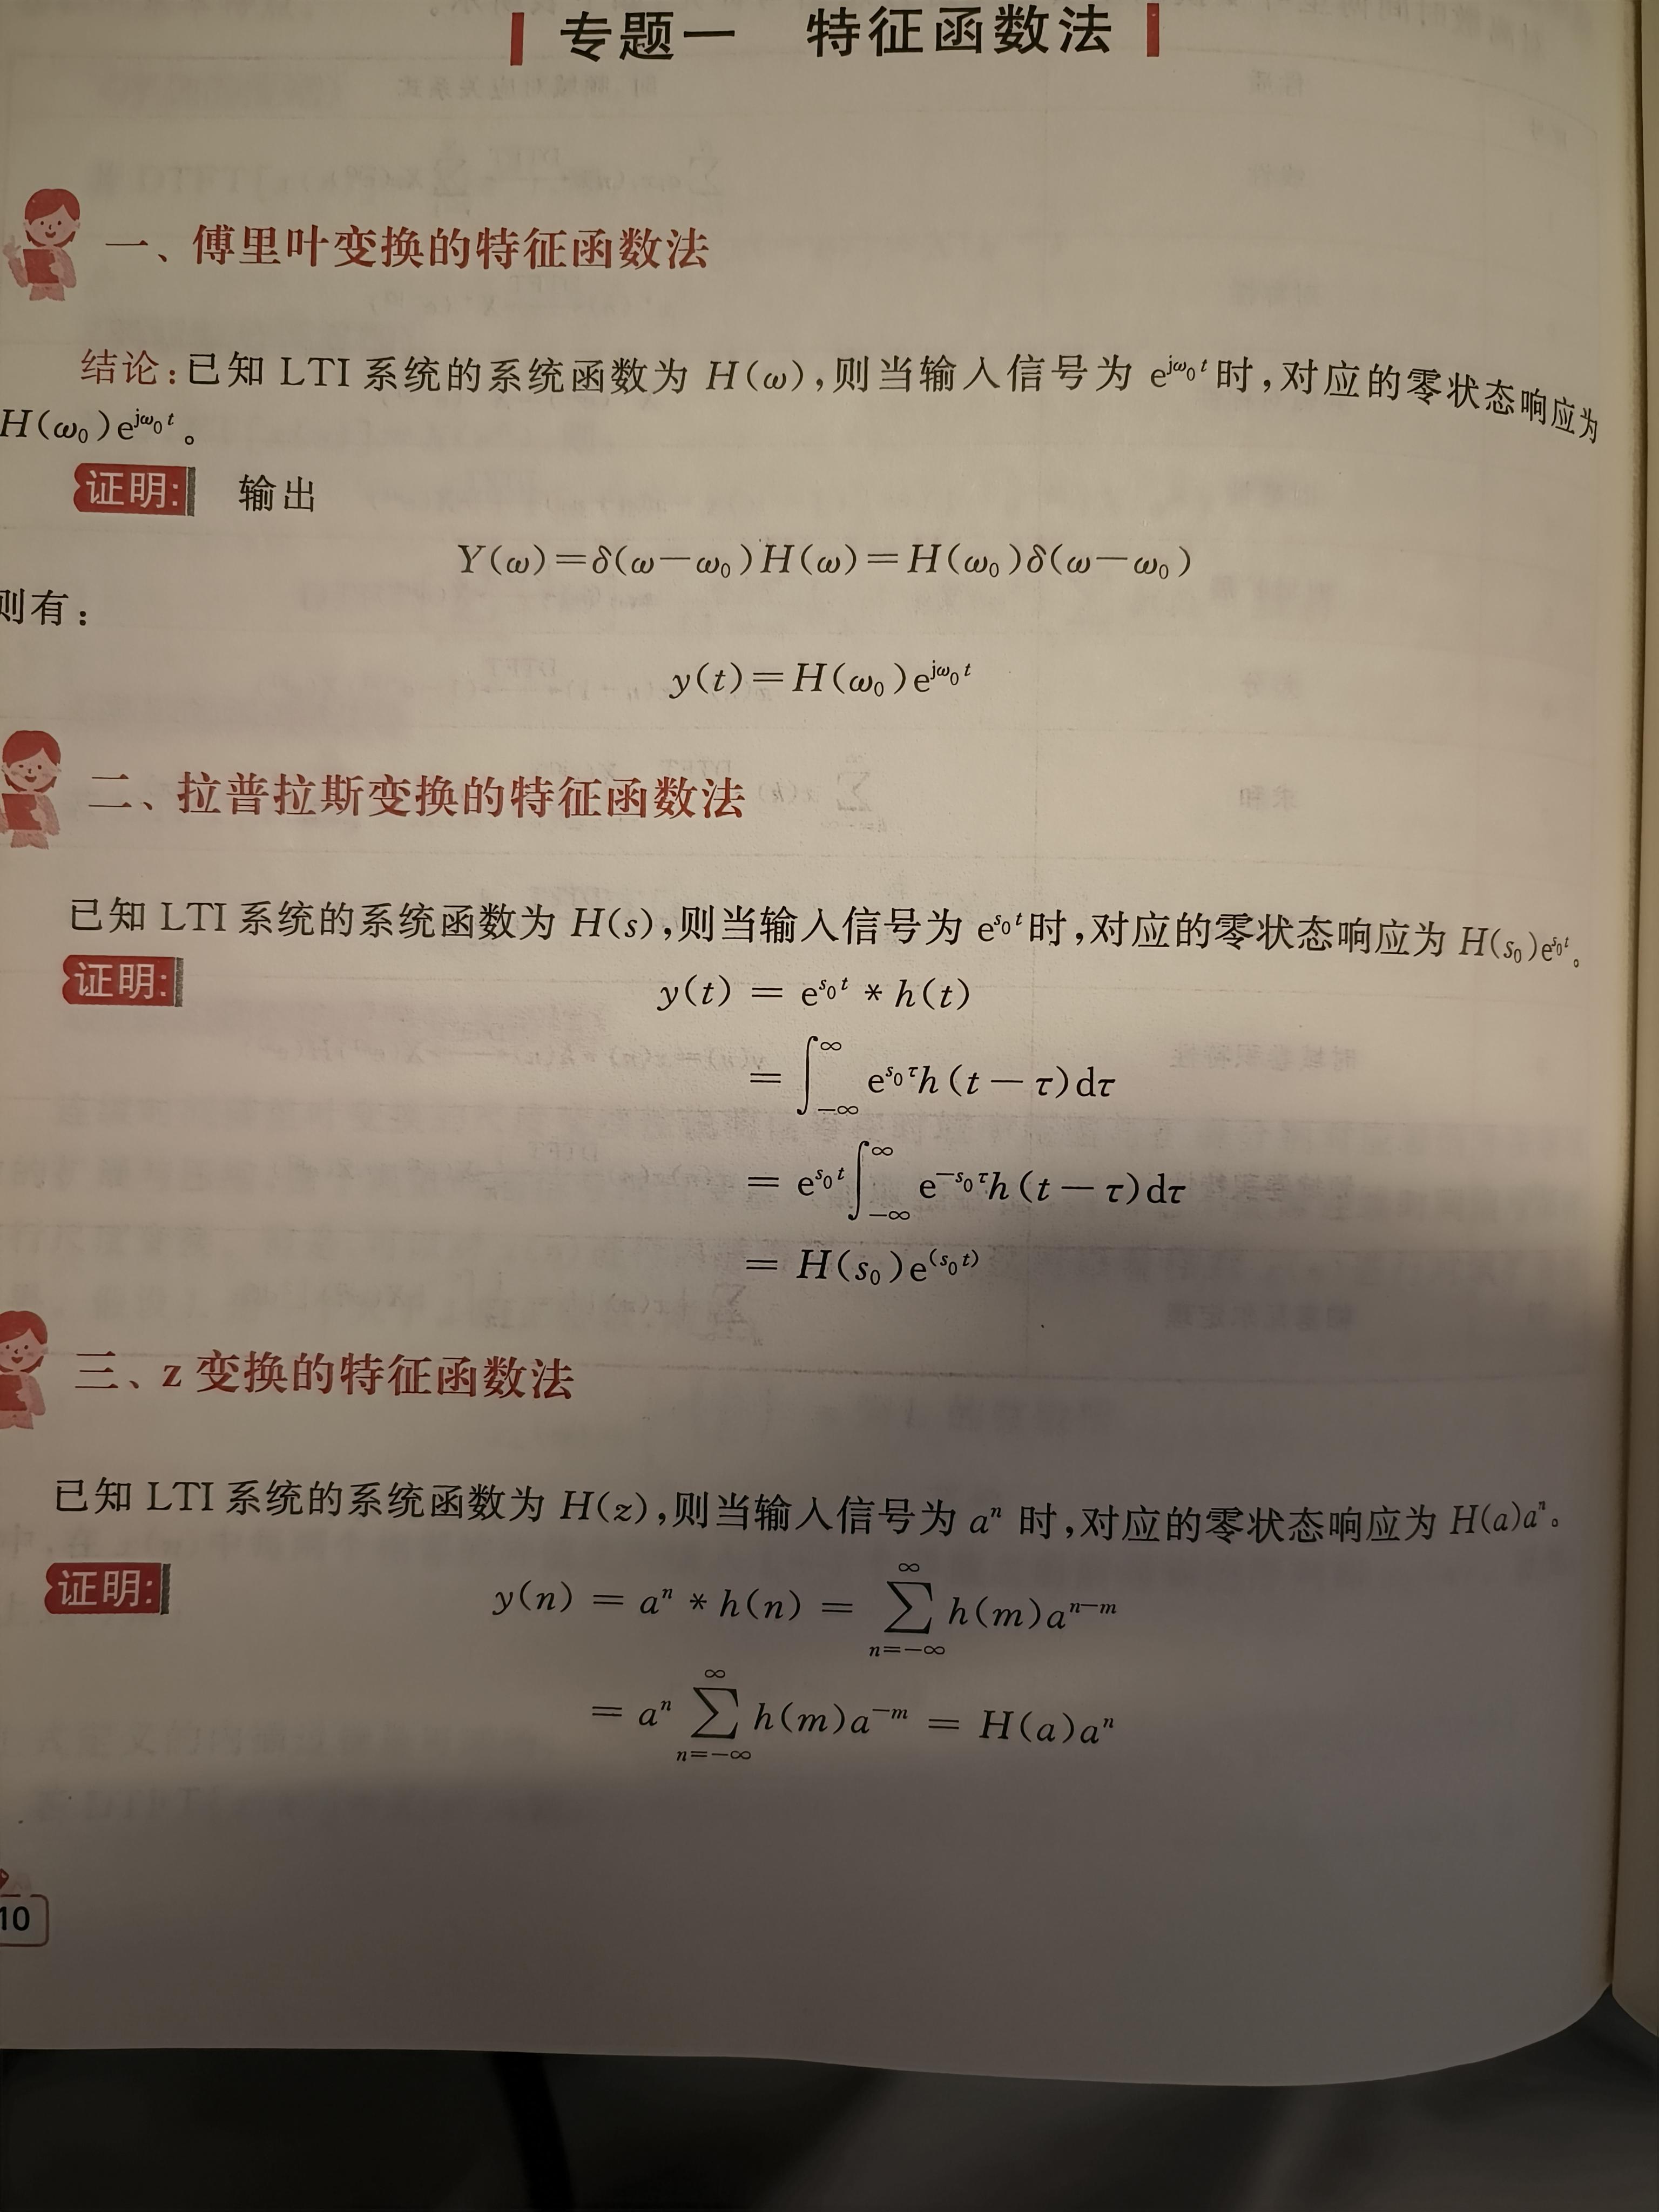 专题一 特征函数法
一、傅里叶变换的特征函数法
结论:已知 LTI 系统的系统函数为 H(ω),则当输入信号为 e^{jω₀t} 时,对应的零状态响应为
H(ω₀)e^{jω₀t}。
证明: 输出
Y(ω)=δ(ω−ω₀)H(ω)=H(ω₀)δ(ω−ω₀)
则有:
y(t)=H(ω₀)e^{jω₀t}
二、拉普拉斯变换的特征函数法
已知 LTI 系统的系统函数为 H(s),则当输入信号为 e^{s₀t} 时,对应的零状态响应为 H(s₀)e^{s₀t}。
证明: y(t) = e^{s₀t} * h(t)
= ∫_{−∞}^{∞} e^{s₀τ}h(t−τ)dτ
= e^{s₀t}∫_{−∞}^{∞} e^{−s₀τ}h(t−τ)dτ
= H(s₀)e^{(s₀t)}
三、z 变换的特征函数法
已知 LTI 系统的系统函数为 H(z),则当输入信号为 aⁿ 时,对应的零状态响应为 H(a)aⁿ。
证明: y(n) = aⁿ * h(n) = ∑_{n=−∞}^{∞} h(m)a^{n−m}
= aⁿ ∑_{n=−∞}^{∞} h(m)a^{−m} = H(a)aⁿ
10